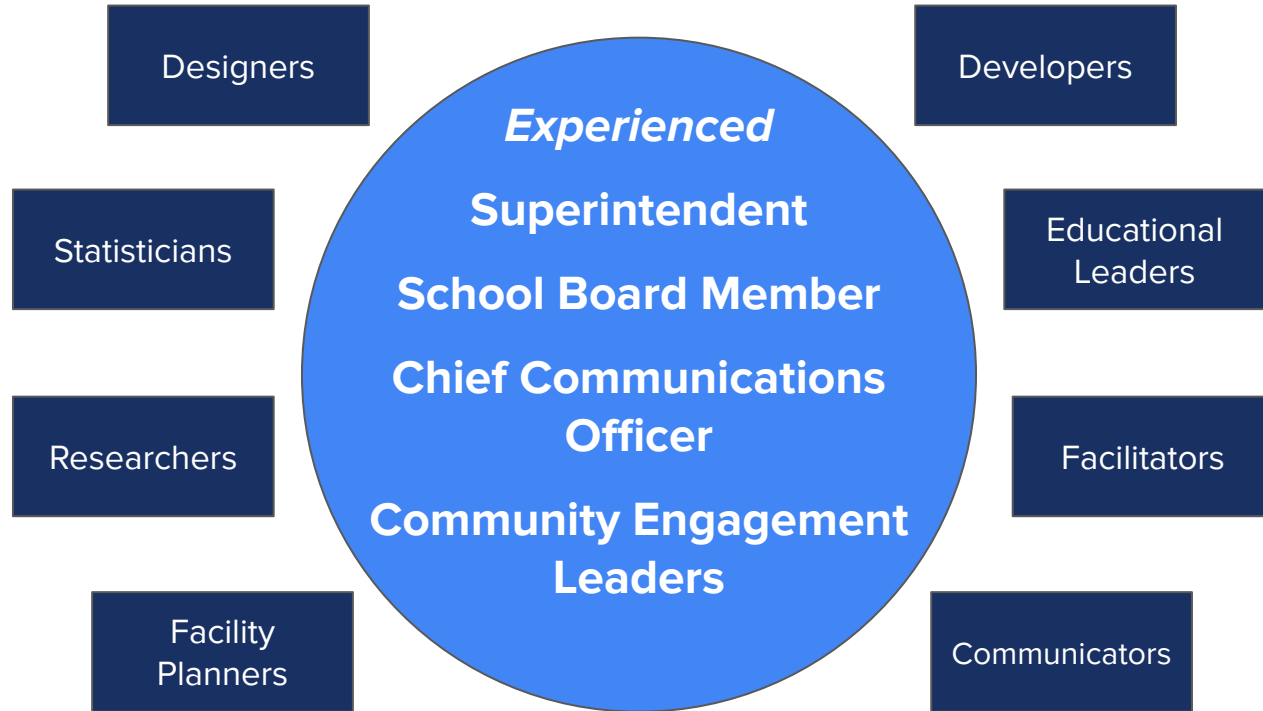 Designers
Statisticians
Researchers
Facility
Planners
Experienced
Superintendent
School Board Member
Chief Communications
Officer
Community Engagement
Leaders
Developers
Educational
Leaders
Facilitators
Communicators